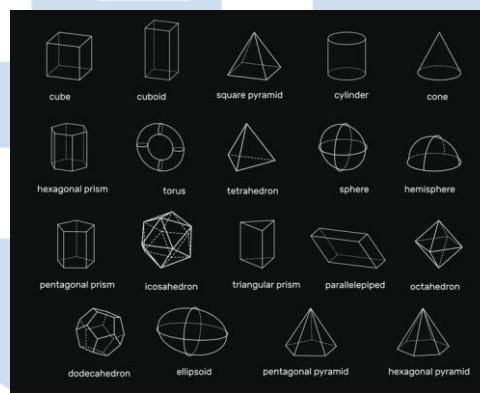 cube
cuboid
square pyramid
cylinder
cone
hexagonal prism
torus
tetrahedron
sphere
hemisphere
pentagonal prism
icosahedron
triangular prism
parallelepiped
octahedron
dodecahedron
ellipsoid
pentagonal pyramid
hexagonal pyramid